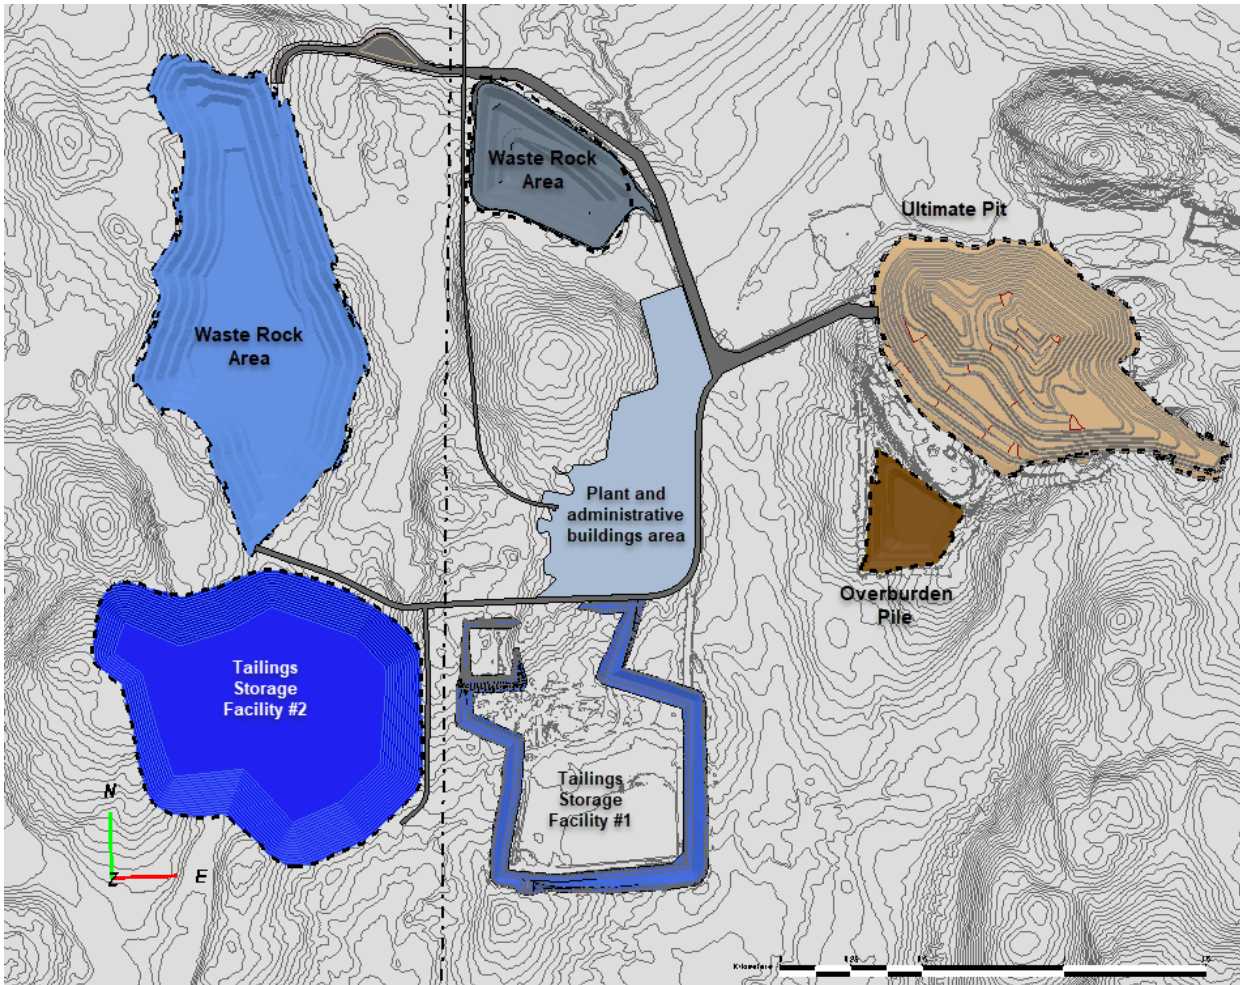 Waste Rock
Area
Ultimate Pit
Waste Rock
Area
Plant and
administrative
buildings area
Overburden
Pile
Tailings
Storage
Facility #2
Tailings
Storage
Facility #1
N
Z
E
Kilometers